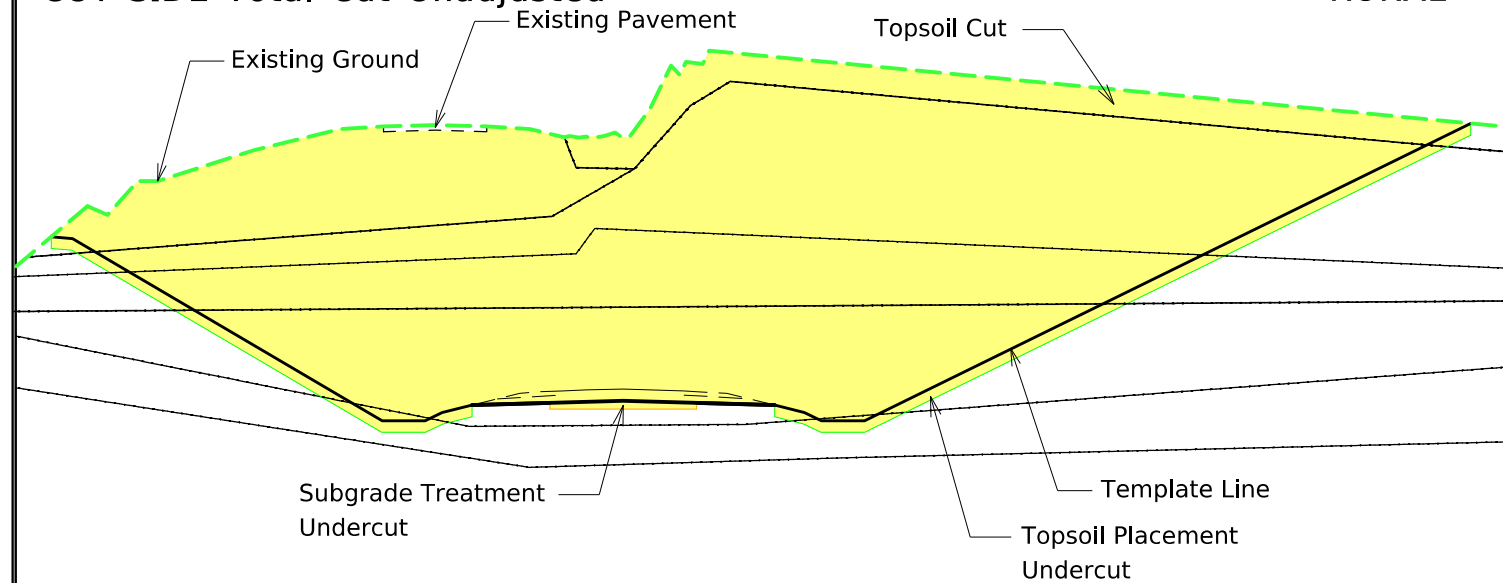 Existing Pavement
Topsoil Cut
Existing Ground
Subgrade Treatment
Undercut
Template Line
Topsoil Placement
Undercut